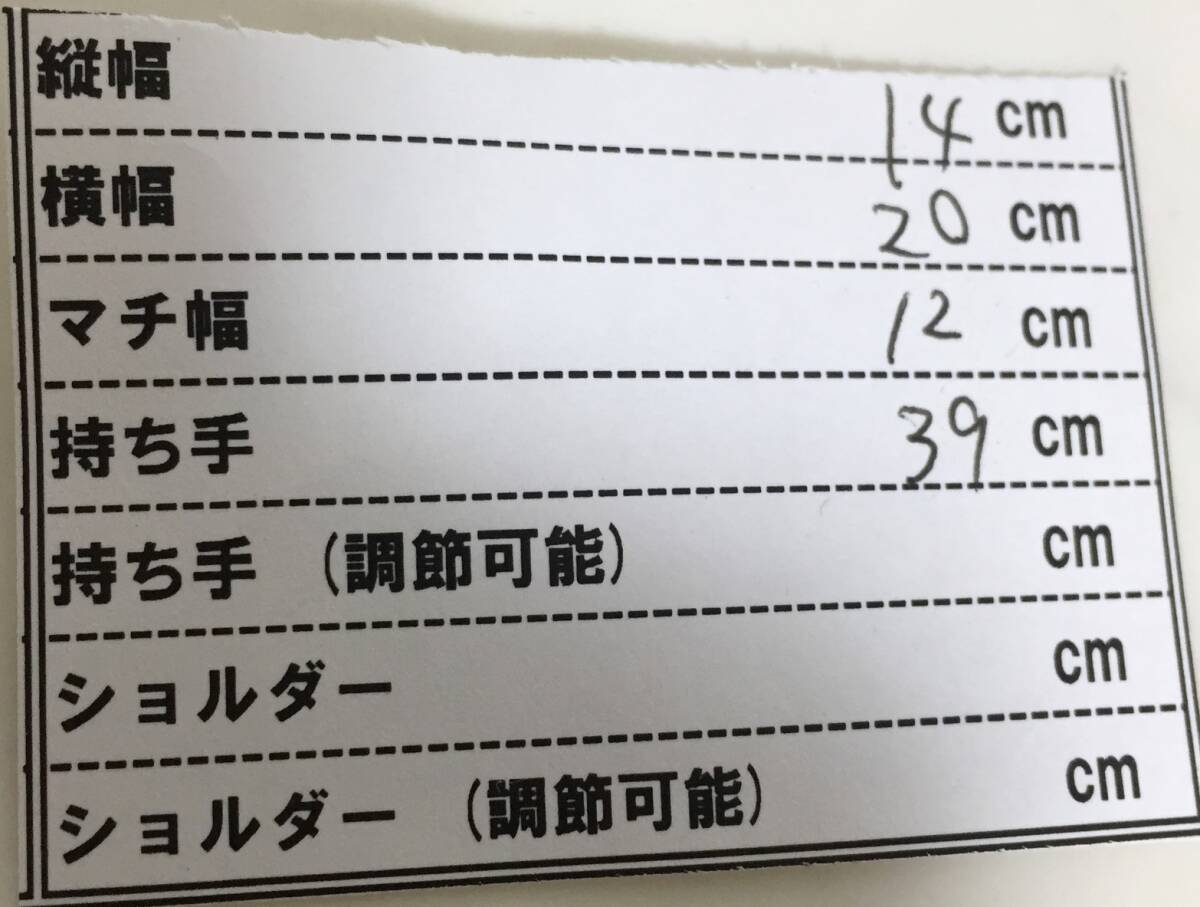 縦幅 14 cm
横幅 20 cm
マチ幅 12 cm
持ち手 39 cm
持ち手 (調節可能) cm
ショルダー cm
ショルダー (調節可能) cm